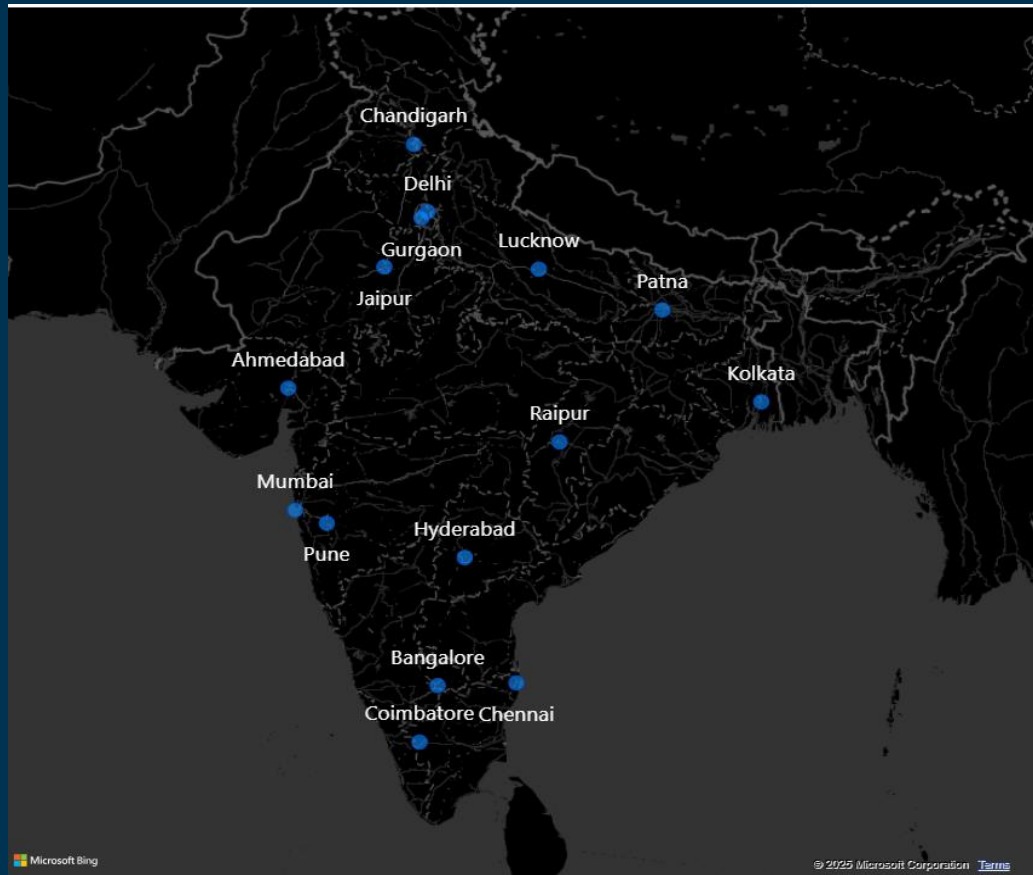 Chandigarh
Delhi
Gurgaon
Lucknow
Jaipur
Patna
Ahmedabad
Kolkata
Raipur
Mumbai
Pune
Hyderabad
Bangalore
Coimbatore
Chennai
Microsoft Bing
© 2025 Microsoft Corporation Terms